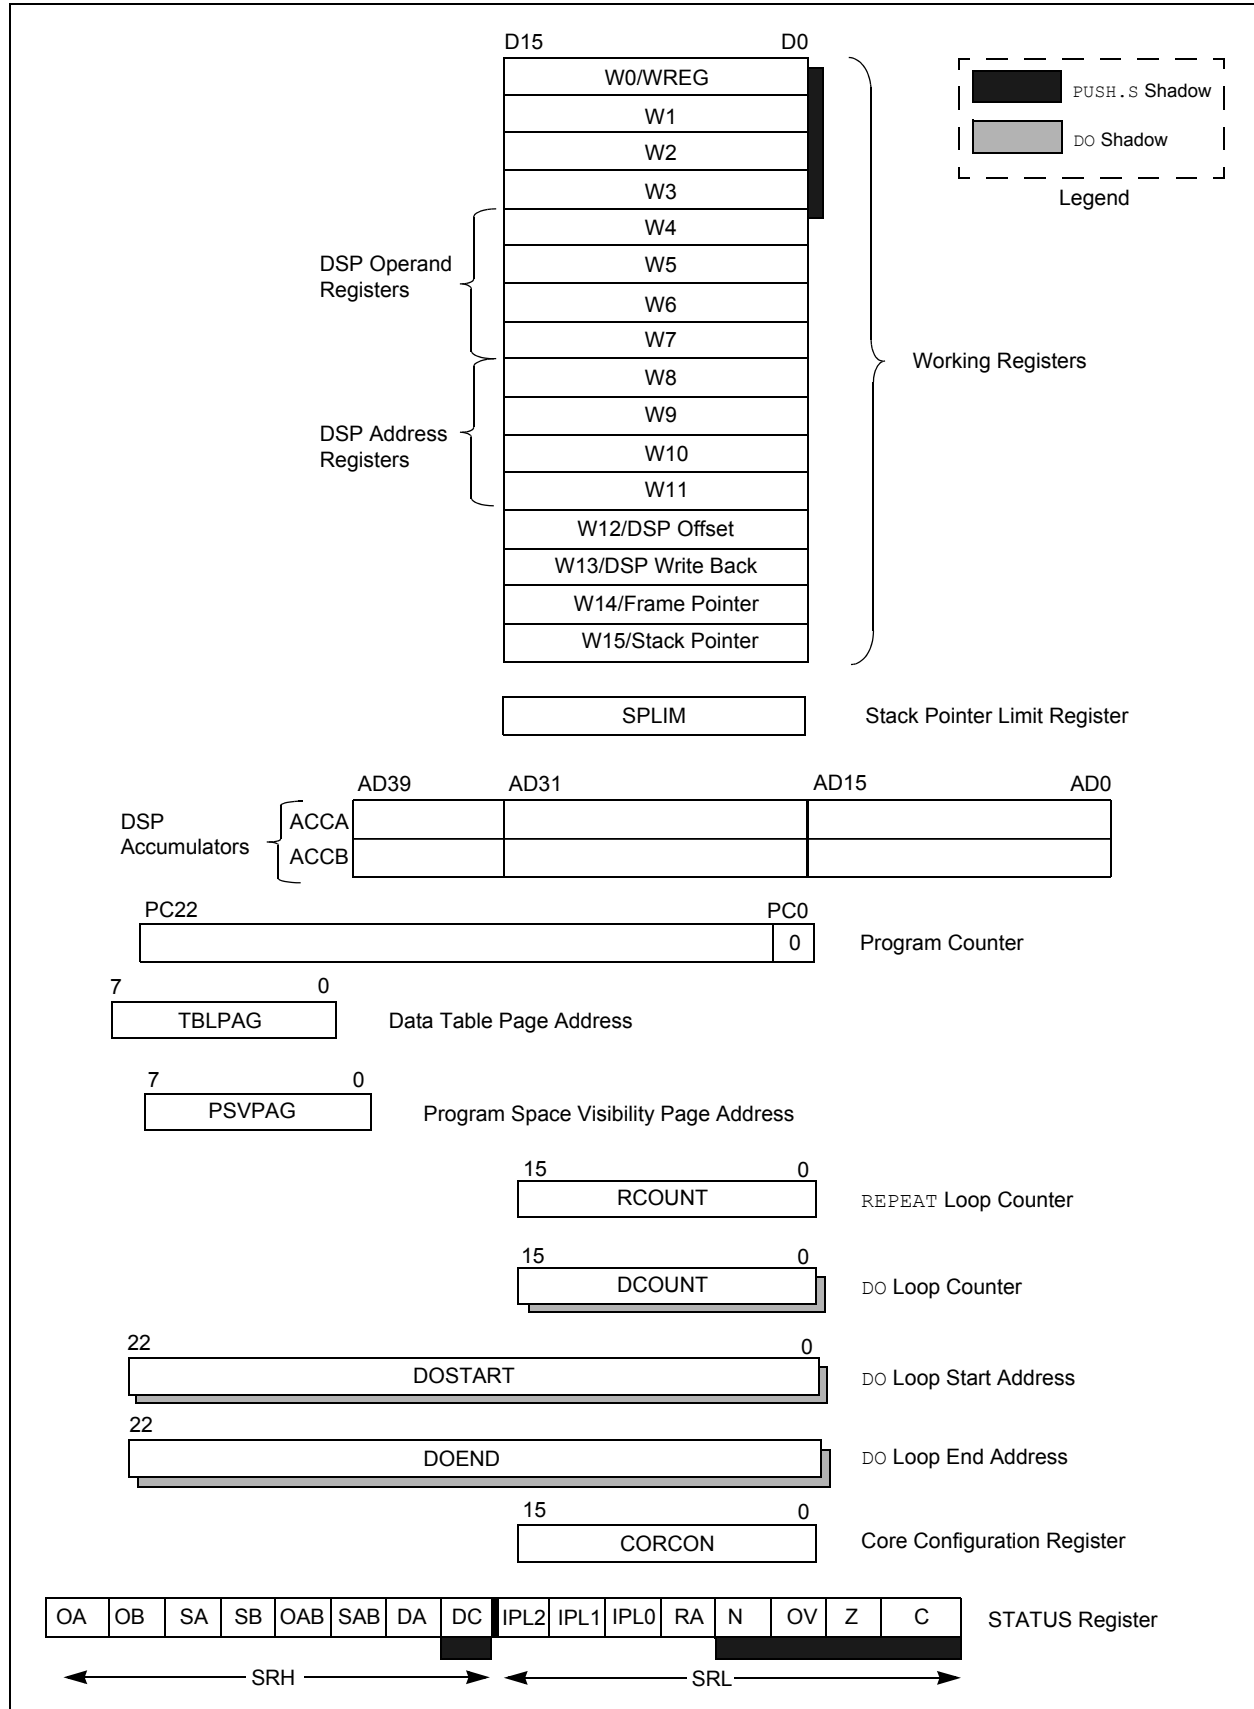 D15 D0
W0/WREG
PUSH.S Shadow
W1
DO Shadow
W2
W3
Legend
W4
DSP Operand
Registers
W5
W6
W7
Working Registers
W8
W9
DSP Address
Registers
W10
W11
W12/DSP Offset
W13/DSP Write Back
W14/Frame Pointer
W15/Stack Pointer
SPLIM Stack Pointer Limit Register
AD39 AD31 AD15 AD0
DSP
Accumulators
ACCA
ACCB
PC22 PC0
0 Program Counter
7 0
TBLPAG Data Table Page Address
7 0
PSVPAG Program Space Visibility Page Address
15 0
RCOUNT REPEAT Loop Counter
15 0
DCOUNT DO Loop Counter
22 0
DOSTART DO Loop Start Address
22
DOEND DO Loop End Address
15 0
CORCON Core Configuration Register
OA OB SA SB OAB SAB DA DC IPL2 IPL1 IPL0 RA N OV Z C STATUS Register
SRH SRL